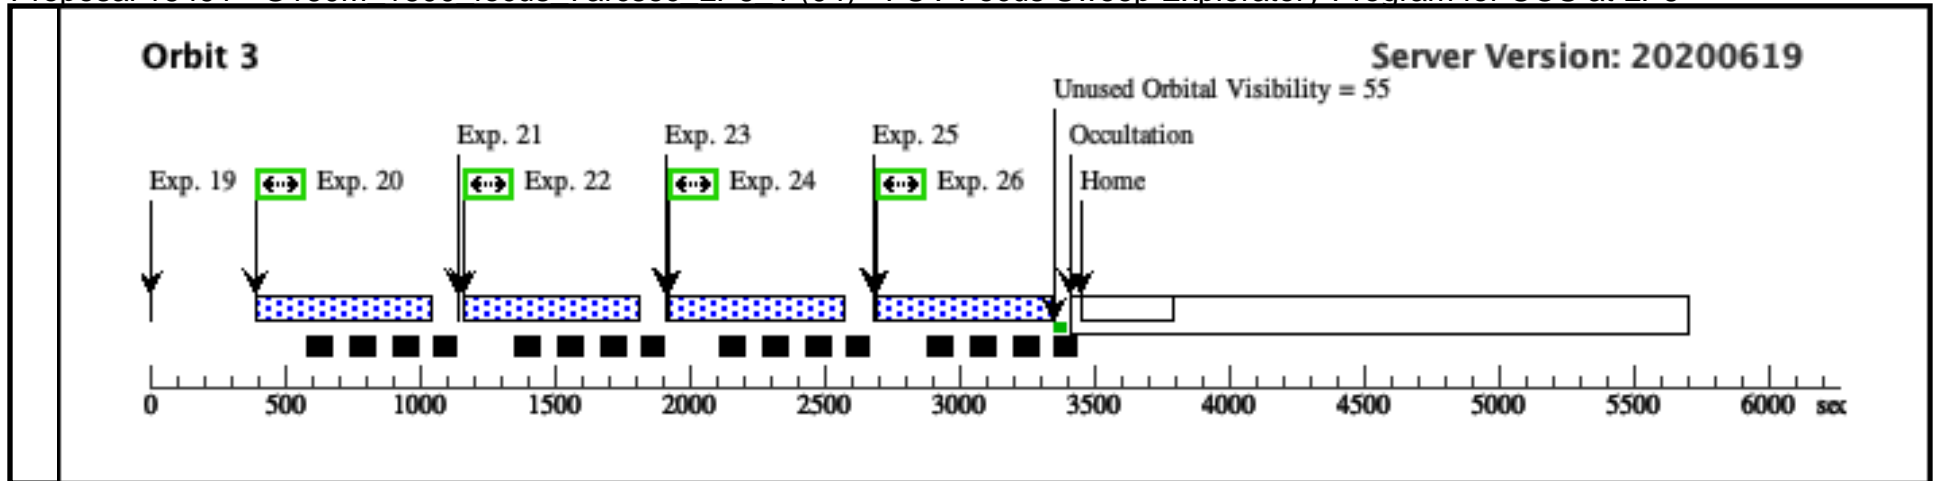 Orbit 3
Server Version: 20200619
Unused Orbital Visibility = 55
Exp. 21
Exp. 23
Exp. 25
Occultation
Exp. 19
Exp. 20
Exp. 22
Exp. 24
Exp. 26
Home
0
500
1000
1500
2000
2500
3000
3500
4000
4500
5000
5500
6000
sec